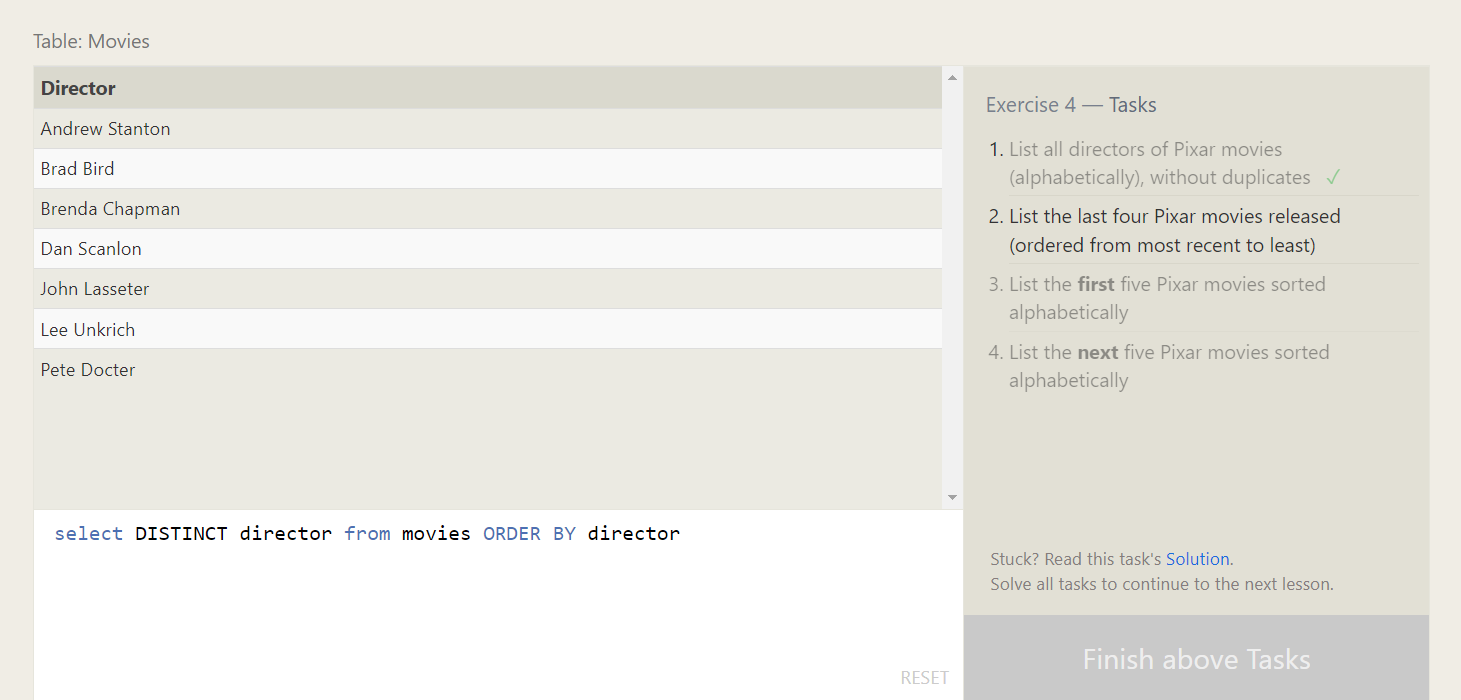 Table: Movies
Director
Andrew Stanton
Brad Bird
Brenda Chapman
Dan Scanlon
John Lasseter
Lee Unkrich
Pete Docter
select DISTINCT director from movies ORDER BY director
RESET
Exercise 4 — Tasks
1. List all directors of Pixar movies
(alphabetically), without duplicates ✓
2. List the last four Pixar movies released
(ordered from most recent to least)
3. List the first five Pixar movies sorted
alphabetically
4. List the next five Pixar movies sorted
alphabetically
Stuck? Read this task's Solution.
Solve all tasks to continue to the next lesson.
Finish above Tasks